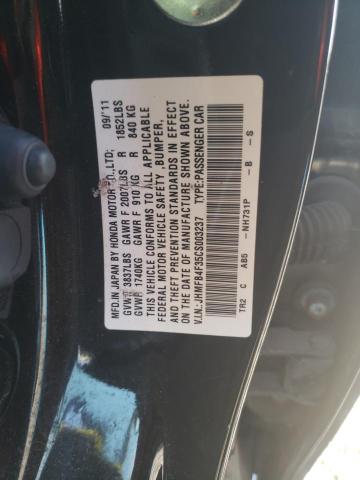 MFD.IN JAPAN BY HONDA MOTOR CO.,LTD; 09/'11
GVWR 3837LBS GAWR F 2007LBS R 1852LBS
GVWR 1740KG GAWR F 910 KG R 840 KG
THIS VEHICLE CONFORMS TO ALL APPLICABLE
FEDERAL MOTOR VEHICLE SAFETY, BUMPER,
AND THEFT PREVENTION STANDARDS IN EFFECT
ON THE DATE OF MANUFACTURE SHOWN ABOVE.
V.I.N.: JHMFB4F35CS003237 TYPE:PASSENGER CAR
TR2 C AB5 -NH731P -B -S